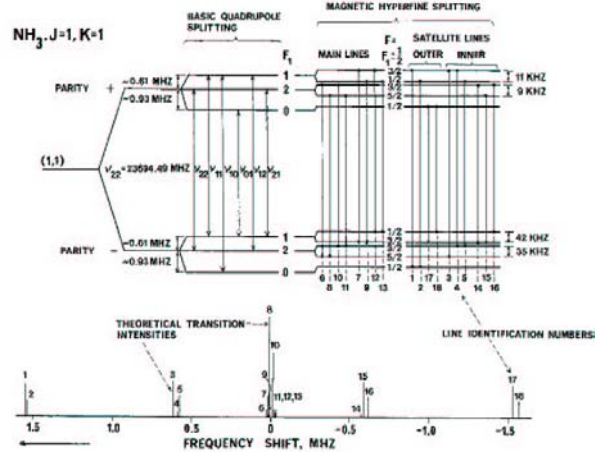 MAGNETIC HYPERFINE SPLITTING
BASIC QUADRUPOLE SPLITTING
NH3. J=1, K=1
F1
MAIN LINES
F= F1 ± 1/2
SATELLITE LINES
OUTER INNER
PARITY +
~0.61 MHZ
~0.93 MHZ
1
2
0
3/2
1/2
5/2
1/2
11 KHZ
9 KHZ
(1,1)
ν22 = 23694.49 MHZ
ν22 ν11 ν10 ν01 ν12 ν21
PARITY -
~0.61 MHZ
~0.93 MHZ
1
2
0
1/2
3/2
5/2
1/2
42 KHZ
35 KHZ
6 8 10 11 7 9 12 13 1 2 17 18 3 4 5 14 15 16
THEORETICAL TRANSITION INTENSITIES
LINE IDENTIFICATION NUMBERS
1 2 3 4 5 6 7 8 9 10 11,12,13 14 15 16 17 18
1.5 1.0 0.5 0 -0.5 -1.0 -1.5
FREQUENCY SHIFT, MHZ